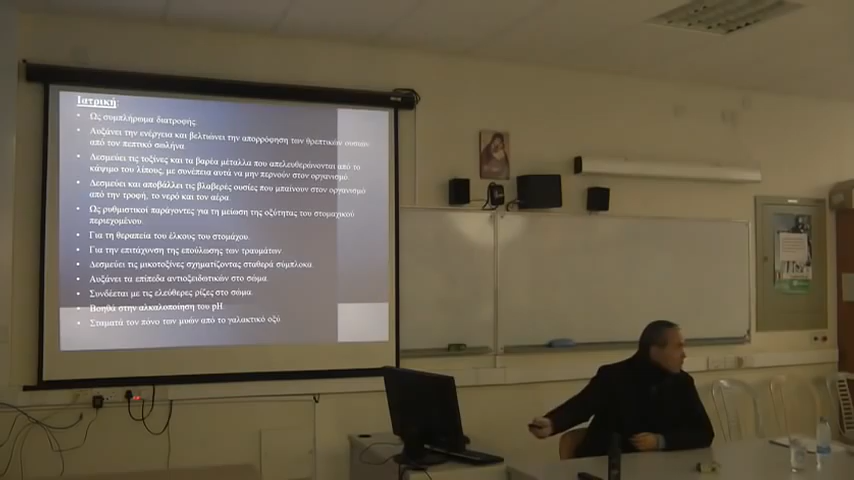 Ιατρική:
• Ως συμπλήρωμα διατροφής.
• Αυξάνει την ενέργεια και βελτιώνει την απορρόφηση των θρεπτικών ουσιών
από τον πεπτικό σωλήνα.
• Δεσμεύει τις τοξίνες και τα βαρέα μέταλλα που απελευθερώνονται από το
κάψιμο του λίπους, με συνέπεια αυτά να μην περνούν στον οργανισμό.
• Δεσμεύει και αποβάλλει τις βλαβερές ουσίες που μπαίνουν στον οργανισμό
από την τροφή, το νερό και τον αέρα.
• Ως ρυθμιστικοί παράγοντες για τη μείωση της οξύτητας του στομαχικού
περιεχομένου.
• Για τη θεραπεία του έλκους του στομάχου.
• Για την επιτάχυνση της επούλωσης των τραυμάτων
• Δεσμεύει τις μικοτοξίνες σχηματίζοντας σταθερά σύμπλοκα.
• Αυξάνει τα επίπεδα αντιοξειδωτικών στο σώμα.
• Συνδέεται με τις ελεύθερες ρίζες στο σώμα.
• Βοηθά στην αλκαλοποίηση του pH.
• Σταματά τον πόνο των μυών από το γαλακτικό οξύ.